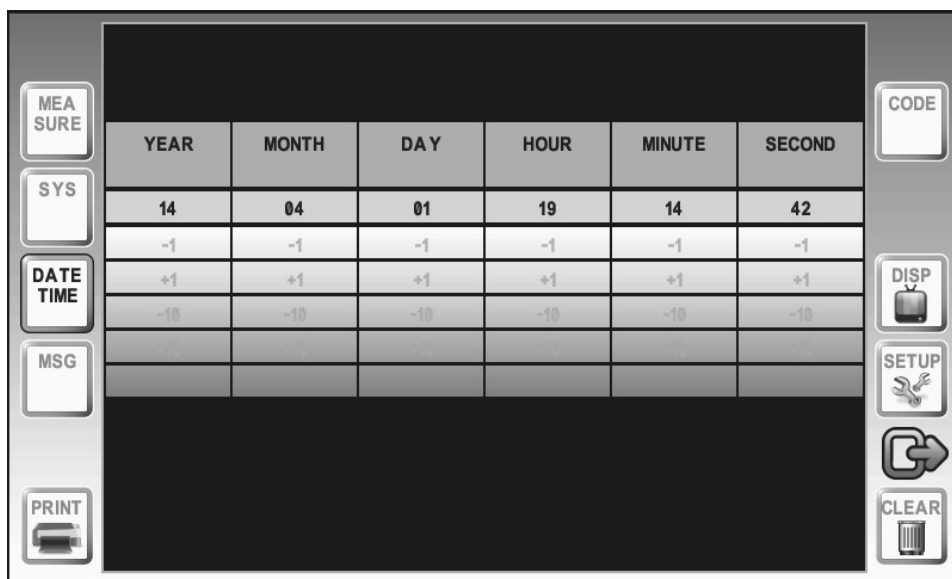 MEA
SURE
SYS
DATE
TIME
MSG
PRINT
YEAR MONTH DAY HOUR MINUTE SECOND
14 04 01 19 14 42
-1 -1 -1 -1 -1 -1
+1 +1 +1 +1 +1 +1
-10 -10 -10 -10 -10 -10
CODE
DISP
SETUP
CLEAR